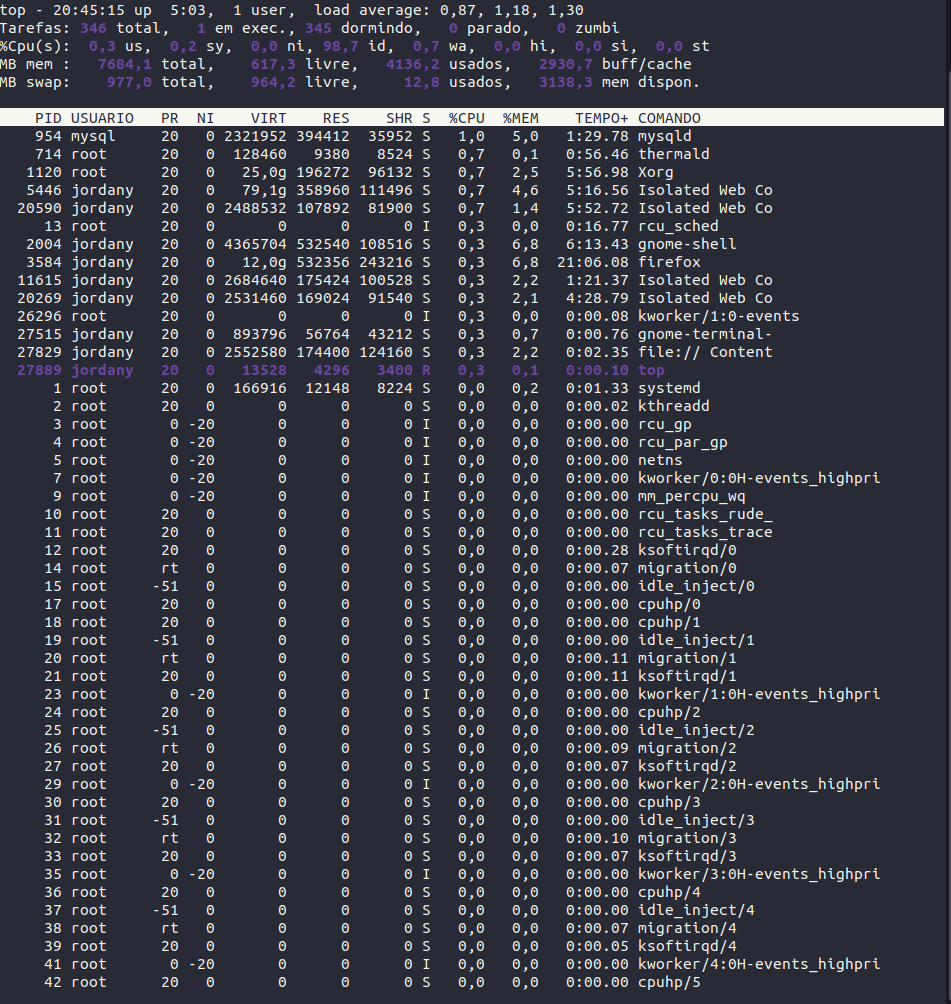 top - 20:45:15 up  5:03,  1 user,  load average: 0,87, 1,18, 1,30
Tarefas: 346 total,   1 em exec., 345 dormindo,   0 parado,   0 zumbi
%Cpu(s):  0,3 us,  0,2 sy,  0,0 ni, 98,7 id,  0,7 wa,  0,0 hi,  0,0 si,  0,0 st
MB mem :   7684,1 total,    617,3 livre,   4136,2 usados,   2930,7 buff/cache
MB swap:    977,0 total,    964,2 livre,     12,8 usados,   3138,3 mem dispon.
PID USUARIO   PR  NI    VIRT    RES    SHR S  %CPU  %MEM    TEMPO+ COMANDO
954 mysql     20   0 2321952 394412  35952 S   1,0   5,0   1:29.78 mysqld
714 root      20   0  128460   9380   8524 S   0,7   0,1   0:56.46 thermald
1120 root      20   0   25,0g 196272  96132 S   0,7   2,5   5:56.98 Xorg
5446 jordany   20   0   79,1g 358960 111496 S   0,7   4,6   5:16.56 Isolated Web Co
20590 jordany   20   0 2488532 107892  81900 S   0,7   1,4   5:52.72 Isolated Web Co
13 root      20   0       0      0      0 I   0,3   0,0   0:16.77 rcu_sched
2004 jordany   20   0 4365704 532540 108516 S   0,3   6,8   6:13.43 gnome-shell
3584 jordany   20   0   12,0g 532356 243216 S   0,3   6,8  21:06.08 firefox
11615 jordany   20   0 2684640 175424 100528 S   0,3   2,2   1:21.37 Isolated Web Co
20269 jordany   20   0 2531460 169024  91540 S   0,3   2,1   4:28.79 Isolated Web Co
26296 root      20   0       0      0      0 I   0,3   0,0   0:00.08 kworker/1:0-events
27515 jordany   20   0  893796  56764  43212 S   0,3   0,7   0:00.76 gnome-terminal-
27829 jordany   20   0 2552580 174400 124160 S   0,3   2,2   0:02.35 file:// Content
27889 jordany   20   0   13528   4296   3400 R   0,3   0,1   0:00.10 top
1 root      20   0  166916  12148   8224 S   0,0   0,2   0:01.33 systemd
2 root      20   0       0      0      0 S   0,0   0,0   0:00.02 kthreadd
3 root       0 -20       0      0      0 I   0,0   0,0   0:00.00 rcu_gp
4 root       0 -20       0      0      0 I   0,0   0,0   0:00.00 rcu_par_gp
5 root       0 -20       0      0      0 I   0,0   0,0   0:00.00 netns
7 root       0 -20       0      0      0 I   0,0   0,0   0:00.00 kworker/0:0H-events_highpri
9 root       0 -20       0      0      0 I   0,0   0,0   0:00.00 mm_percpu_wq
10 root      20   0       0      0      0 S   0,0   0,0   0:00.00 rcu_tasks_rude_
11 root      20   0       0      0      0 S   0,0   0,0   0:00.00 rcu_tasks_trace
12 root      20   0       0      0      0 S   0,0   0,0   0:00.28 ksoftirqd/0
14 root      rt   0       0      0      0 S   0,0   0,0   0:00.07 migration/0
15 root     -51   0       0      0      0 S   0,0   0,0   0:00.00 idle_inject/0
17 root      20   0       0      0      0 S   0,0   0,0   0:00.00 cpuhp/0
18 root      20   0       0      0      0 S   0,0   0,0   0:00.00 cpuhp/1
19 root     -51   0       0      0      0 S   0,0   0,0   0:00.00 idle_inject/1
20 root      rt   0       0      0      0 S   0,0   0,0   0:00.11 migration/1
21 root      20   0       0      0      0 S   0,0   0,0   0:00.11 ksoftirqd/1
23 root       0 -20       0      0      0 I   0,0   0,0   0:00.00 kworker/1:0H-events_highpri
24 root      20   0       0      0      0 S   0,0   0,0   0:00.00 cpuhp/2
25 root     -51   0       0      0      0 S   0,0   0,0   0:00.00 idle_inject/2
26 root      rt   0       0      0      0 S   0,0   0,0   0:00.09 migration/2
27 root      20   0       0      0      0 S   0,0   0,0   0:00.07 ksoftirqd/2
29 root       0 -20       0      0      0 I   0,0   0,0   0:00.00 kworker/2:0H-events_highpri
30 root      20   0       0      0      0 S   0,0   0,0   0:00.00 cpuhp/3
31 root     -51   0       0      0      0 S   0,0   0,0   0:00.00 idle_inject/3
32 root      rt   0       0      0      0 S   0,0   0,0   0:00.10 migration/3
33 root      20   0       0      0      0 S   0,0   0,0   0:00.07 ksoftirqd/3
35 root       0 -20       0      0      0 I   0,0   0,0   0:00.00 kworker/3:0H-events_highpri
36 root      20   0       0      0      0 S   0,0   0,0   0:00.00 cpuhp/4
37 root     -51   0       0      0      0 S   0,0   0,0   0:00.00 idle_inject/4
38 root      rt   0       0      0      0 S   0,0   0,0   0:00.07 migration/4
39 root      20   0       0      0      0 S   0,0   0,0   0:00.05 ksoftirqd/4
41 root       0 -20       0      0      0 I   0,0   0,0   0:00.00 kworker/4:0H-events_highpri
42 root      20   0       0      0      0 S   0,0   0,0   0:00.00 cpuhp/5